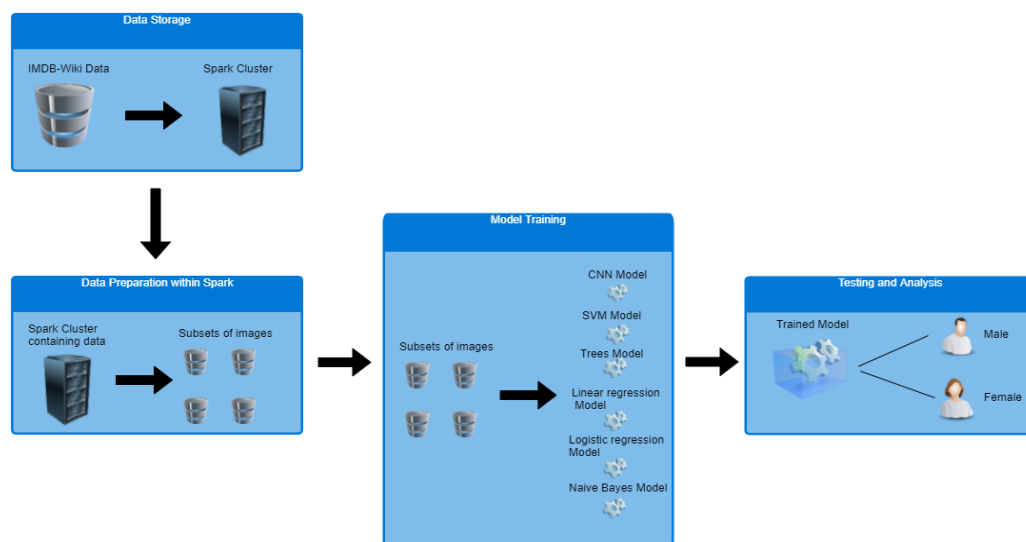 Data Storage
IMDB-Wiki Data
Spark Cluster
Data Preparation within Spark
Spark Cluster
containing data
Subsets of images
Model Training
Subsets of images
CNN Model
SVM Model
Trees Model
Linear regression
Model
Logistic regression
Model
Naive Bayes Model
Testing and Analysis
Trained Model
Male
Female